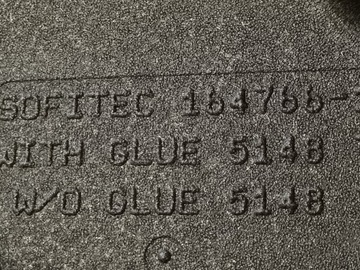 SOFITEC 164766-
WITH GLUE 5148
W/O GLUE 5148